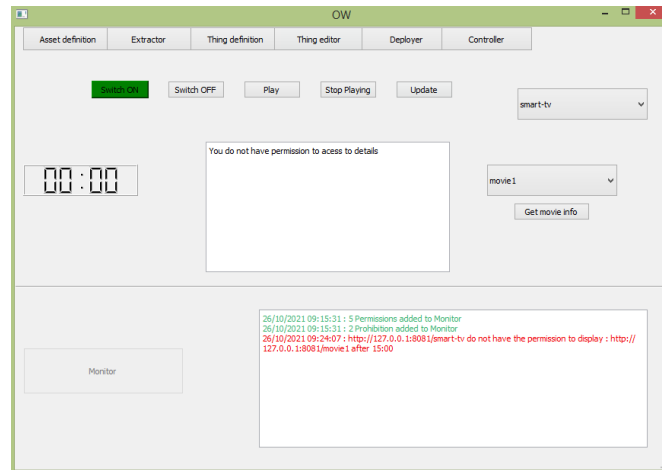 OW
Asset definition Extractor Thing definition Thing editor Deployer Controller
Switch ON Switch OFF Play Stop Playing Update
smart-tv
You do not have permission to acess to details
00:00
movie1
Get movie info
26/10/2021 09:15:31 : 5 Permissions added to Monitor
26/10/2021 09:15:31 : 2 Prohibition added to Monitor
26/10/2021 09:24:07 : http://127.0.0.1:8081/smart-tv do not have the permission to display : http://
127.0.0.1:8081/movie1 after 15:00
Monitor